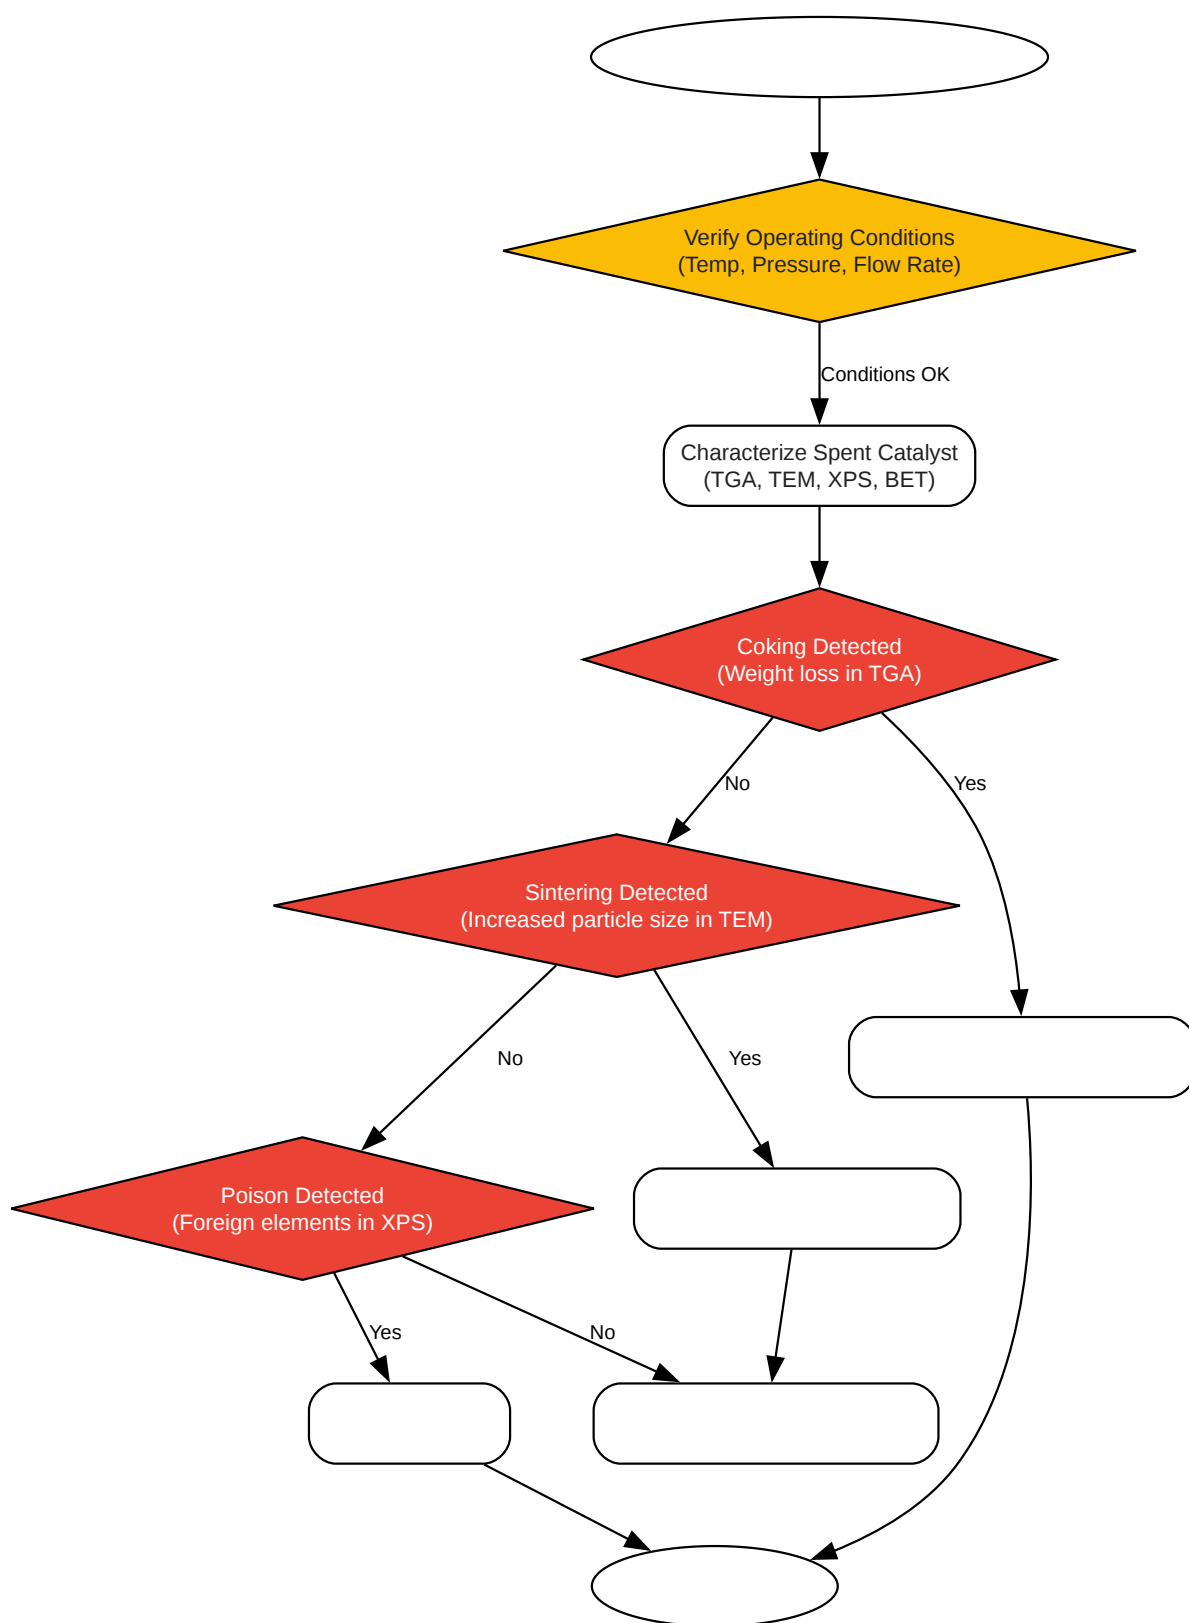 Verify Operating Conditions
(Temp, Pressure, Flow Rate)
Conditions OK
Characterize Spent Catalyst
(TGA, TEM, XPS, BET)
Coking Detected
(Weight loss in TGA)
No
Yes
Sintering Detected
(Increased particle size in TEM)
No
Yes
Poison Detected
(Foreign elements in XPS)
Yes
No